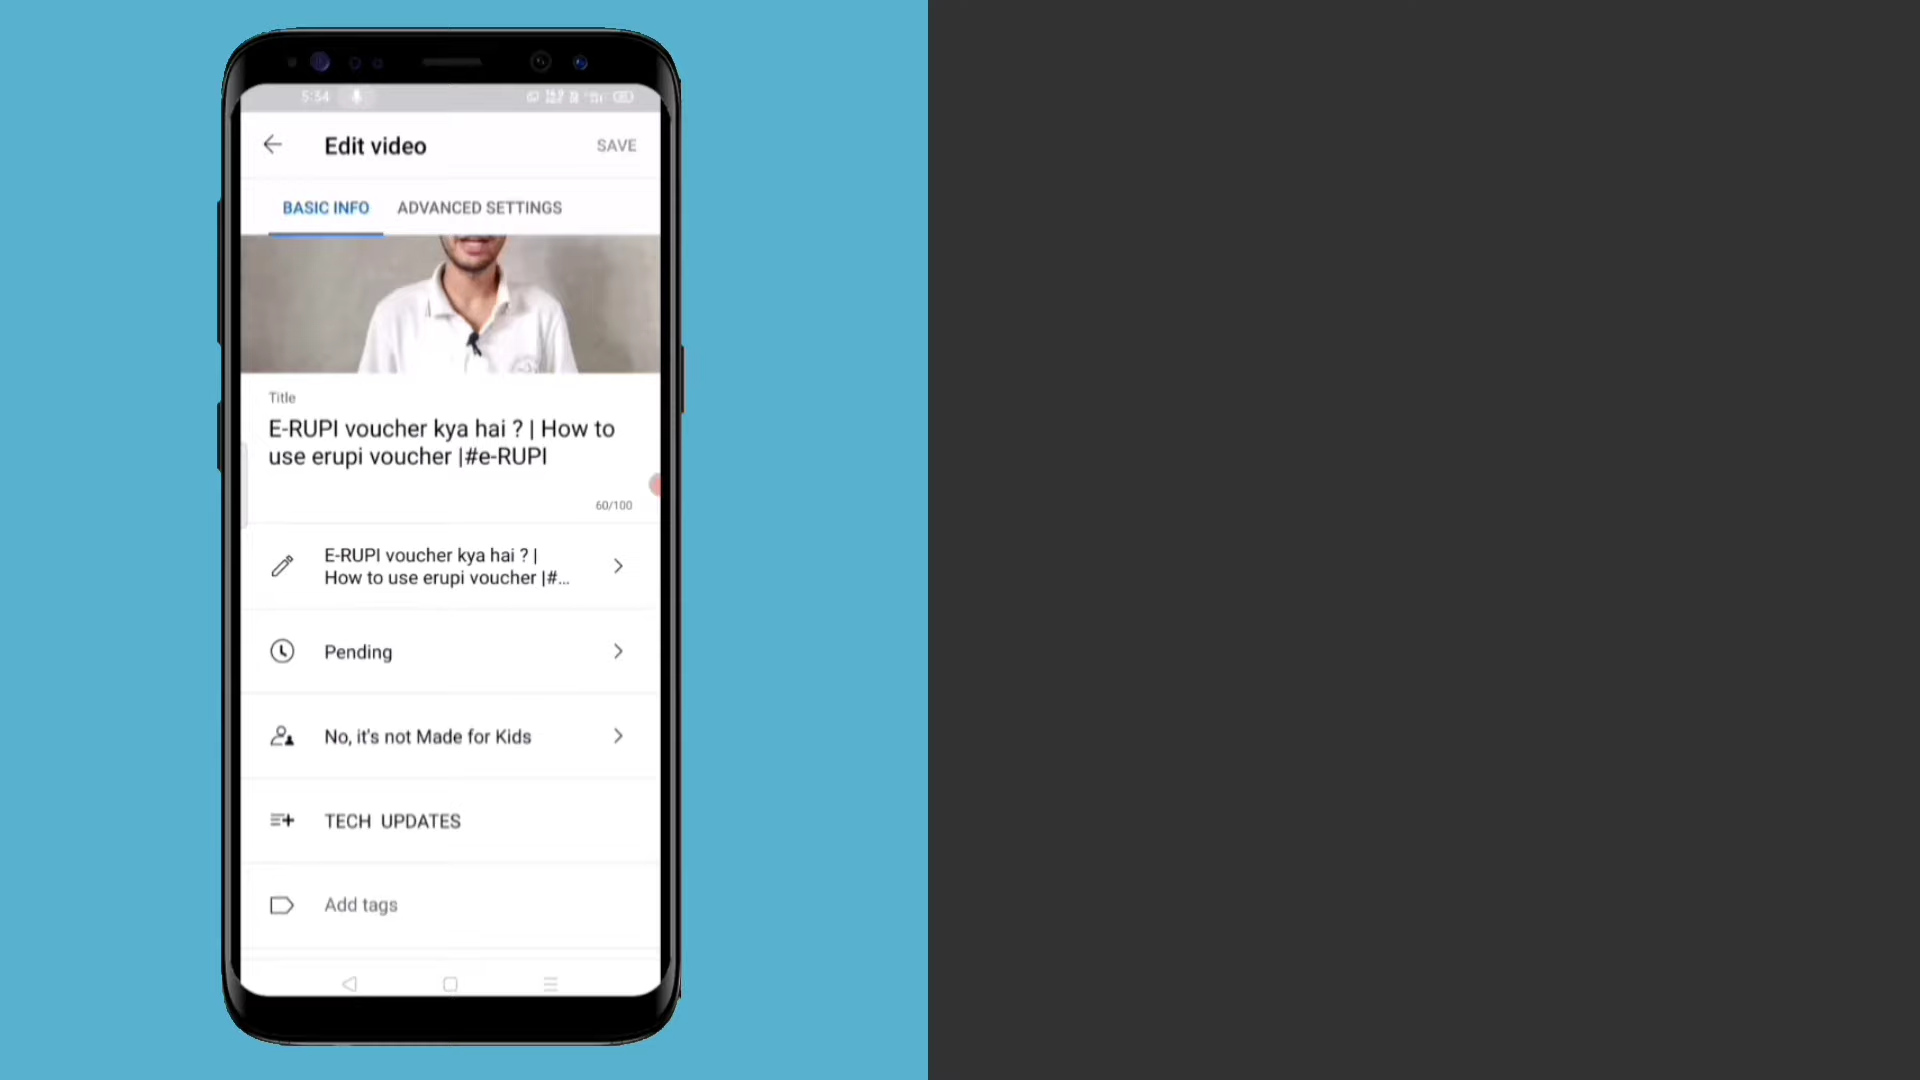 5:34
Edit video
SAVE
BASIC INFO
ADVANCED SETTINGS
Title
E-RUPI voucher kya hai ? | How to
use erupi voucher |#e-RUPI
60/100
E-RUPI voucher kya hai ? |
How to use erupi voucher |#...
Pending
No, it's not Made for Kids
TECH UPDATES
Add tags